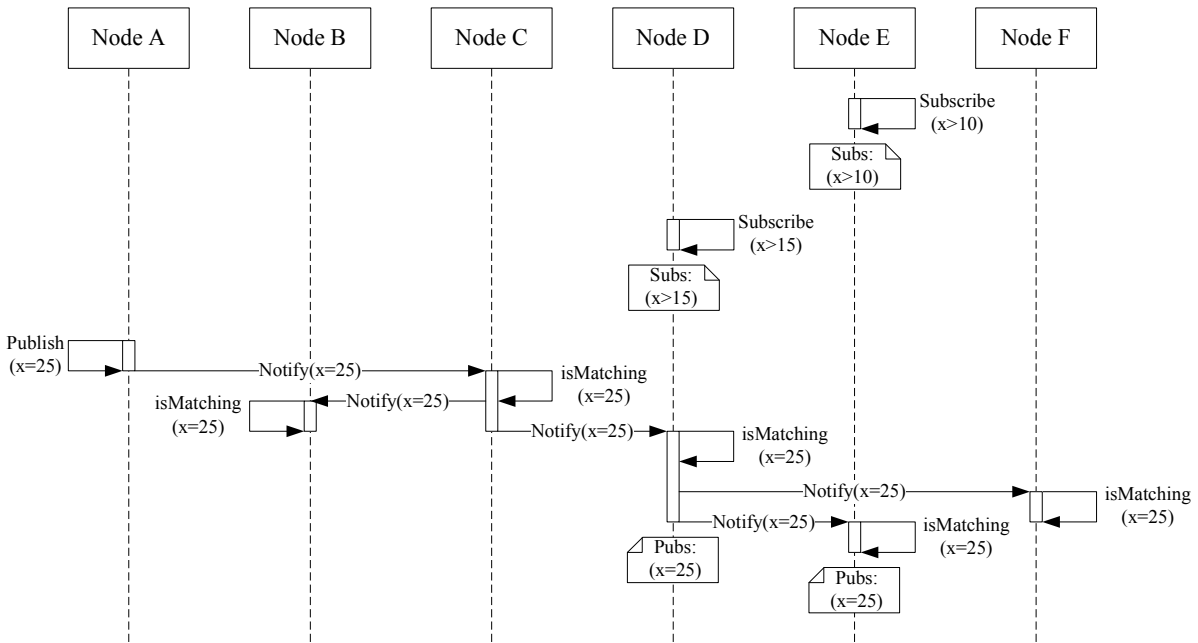 Node A
Node B
Node C
Node D
Node E
Node F
Subscribe
(x>10)
Subs:
(x>10)
Subscribe
(x>15)
Subs:
(x>15)
Publish
(x=25)
Notify(x=25)
isMatching
(x=25)
Notify(x=25)
isMatching
(x=25)
Notify(x=25)
isMatching
(x=25)
Notify(x=25)
isMatching
(x=25)
Notify(x=25)
isMatching
(x=25)
Pubs:
(x=25)
Pubs:
(x=25)